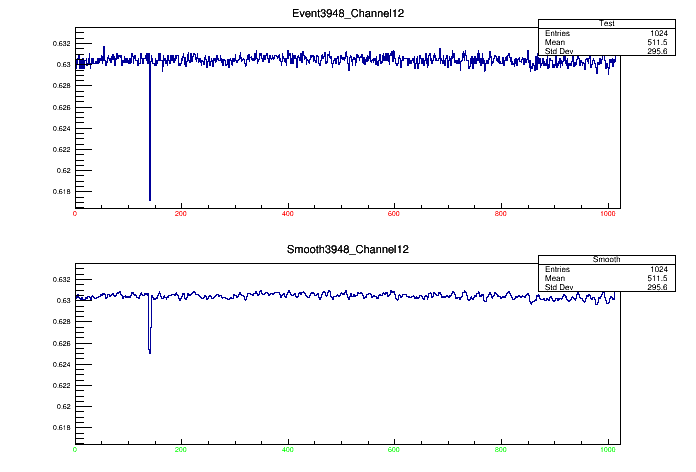 Event3948_Channel12
Test
Entries 1024
Mean 511.5
Std Dev 295.6
0.632
0.63
0.628
0.626
0.624
0.622
0.62
0.618
0 200 400 600 800 1000
Smooth3948_Channel12
Smooth
Entries 1024
Mean 511.5
Std Dev 295.6
0.632
0.63
0.628
0.626
0.624
0.622
0.62
0.618
0 200 400 600 800 1000